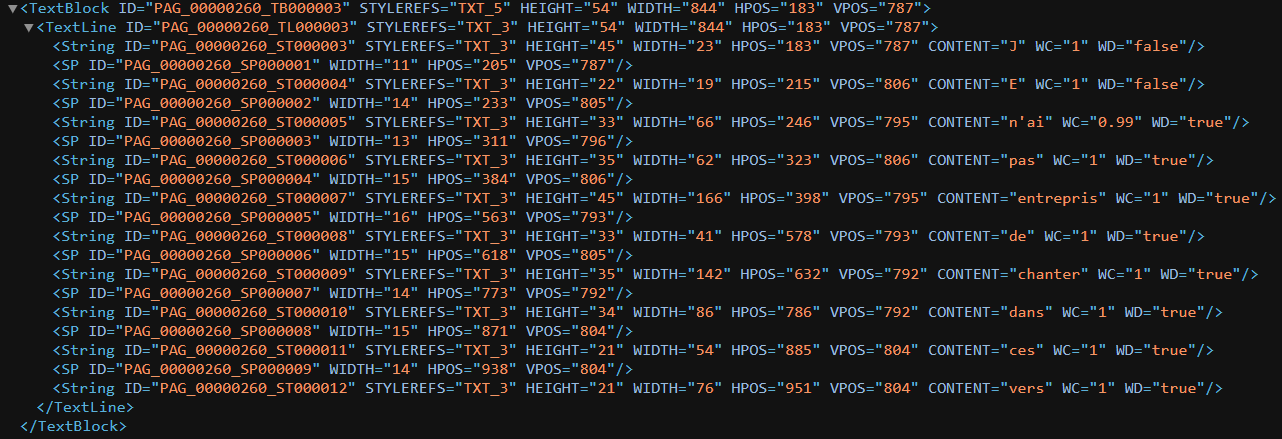 ▼<TextBlock ID="PAG_00000260_TB000003" STYLEREFS="TXT_5" HEIGHT="54" WIDTH="844" HPOS="183" VPOS="787">
▼<TextLine ID="PAG_00000260_TL000003" STYLEREFS="TXT_3" HEIGHT="54" WIDTH="844" HPOS="183" VPOS="787">
<String ID="PAG_00000260_ST000003" STYLEREFS="TXT_3" HEIGHT="45" WIDTH="23" HPOS="183" VPOS="787" CONTENT="J" WC="1" WD="false"/>
<SP ID="PAG_00000260_SP000001" WIDTH="11" HPOS="205" VPOS="787"/>
<String ID="PAG_00000260_ST000004" STYLEREFS="TXT_3" HEIGHT="22" WIDTH="19" HPOS="215" VPOS="806" CONTENT="E" WC="1" WD="false"/>
<SP ID="PAG_00000260_SP000002" WIDTH="14" HPOS="233" VPOS="805"/>
<String ID="PAG_00000260_ST000005" STYLEREFS="TXT_3" HEIGHT="33" WIDTH="66" HPOS="246" VPOS="795" CONTENT="n'ai" WC="0.99" WD="true"/>
<SP ID="PAG_00000260_SP000003" WIDTH="13" HPOS="311" VPOS="796"/>
<String ID="PAG_00000260_ST000006" STYLEREFS="TXT_3" HEIGHT="35" WIDTH="62" HPOS="323" VPOS="806" CONTENT="pas" WC="1" WD="true"/>
<SP ID="PAG_00000260_SP000004" WIDTH="15" HPOS="384" VPOS="806"/>
<String ID="PAG_00000260_ST000007" STYLEREFS="TXT_3" HEIGHT="45" WIDTH="166" HPOS="398" VPOS="795" CONTENT="entrepris" WC="1" WD="true"/>
<SP ID="PAG_00000260_SP000005" WIDTH="16" HPOS="563" VPOS="793"/>
<String ID="PAG_00000260_ST000008" STYLEREFS="TXT_3" HEIGHT="33" WIDTH="41" HPOS="578" VPOS="793" CONTENT="de" WC="1" WD="true"/>
<SP ID="PAG_00000260_SP000006" WIDTH="15" HPOS="618" VPOS="805"/>
<String ID="PAG_00000260_ST000009" STYLEREFS="TXT_3" HEIGHT="35" WIDTH="142" HPOS="632" VPOS="792" CONTENT="chanter" WC="1" WD="true"/>
<SP ID="PAG_00000260_SP000007" WIDTH="14" HPOS="773" VPOS="792"/>
<String ID="PAG_00000260_ST000010" STYLEREFS="TXT_3" HEIGHT="34" WIDTH="86" HPOS="786" VPOS="792" CONTENT="dans" WC="1" WD="true"/>
<SP ID="PAG_00000260_SP000008" WIDTH="15" HPOS="871" VPOS="804"/>
<String ID="PAG_00000260_ST000011" STYLEREFS="TXT_3" HEIGHT="21" WIDTH="54" HPOS="885" VPOS="804" CONTENT="ces" WC="1" WD="true"/>
<SP ID="PAG_00000260_SP000009" WIDTH="14" HPOS="938" VPOS="804"/>
<String ID="PAG_00000260_ST000012" STYLEREFS="TXT_3" HEIGHT="21" WIDTH="76" HPOS="951" VPOS="804" CONTENT="vers" WC="1" WD="true"/>
</TextLine>
</TextBlock>